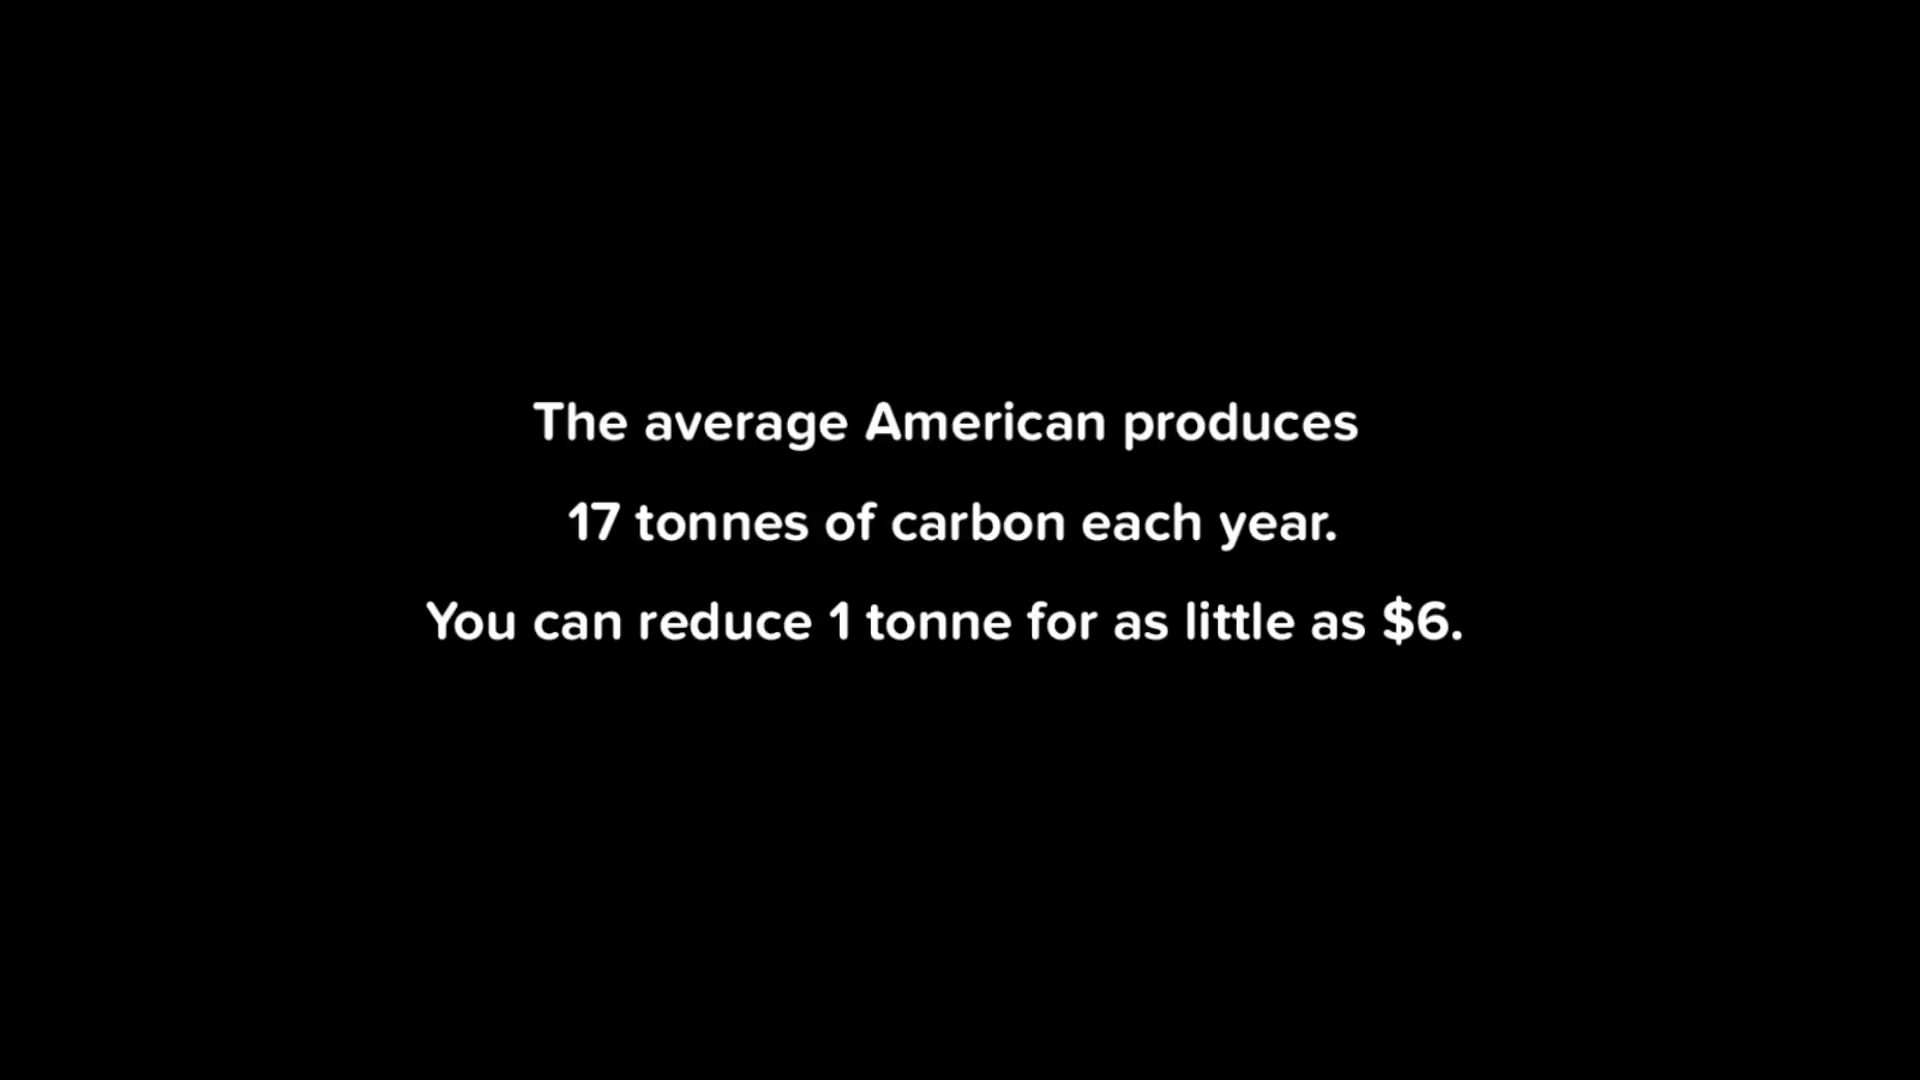 The average American produces
17 tonnes of carbon each year.
You can reduce 1 tonne for as little as $6.